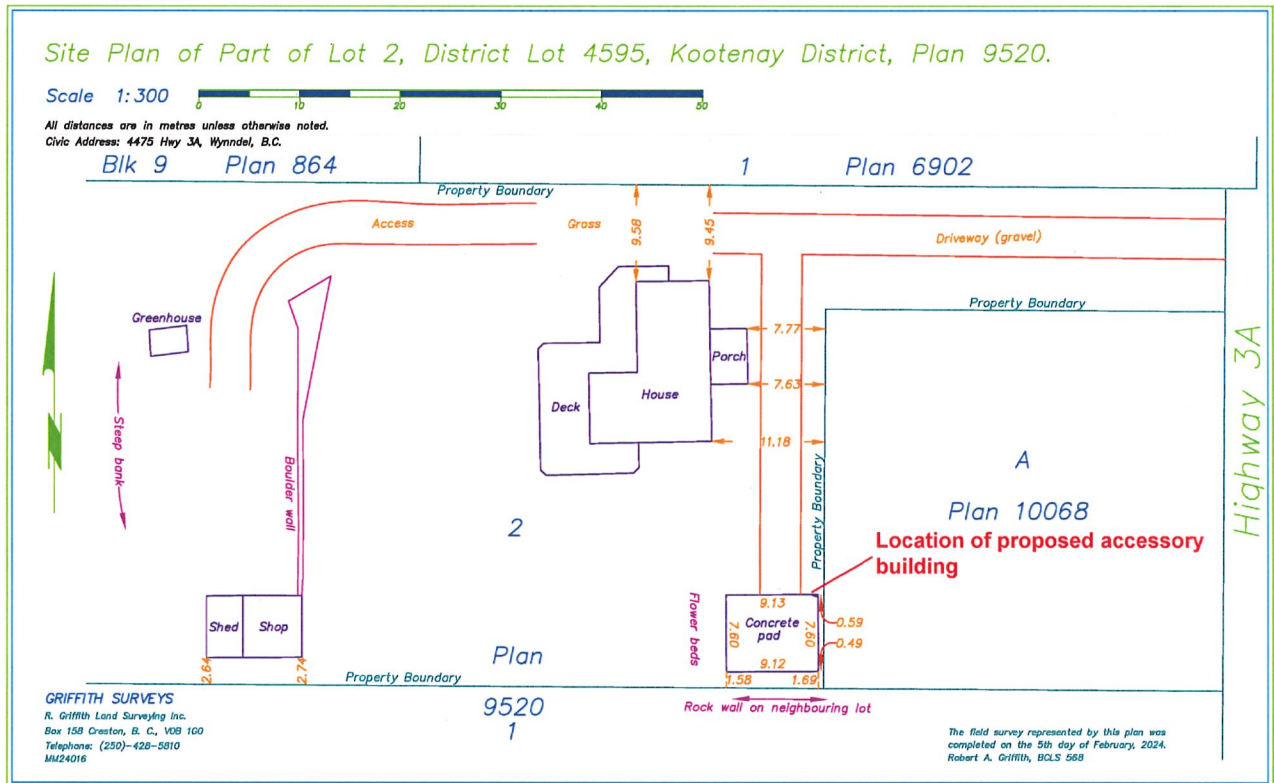 Site Plan of Part of Lot 2, District Lot 4595, Kootenay District, Plan 9520.
Scale 1:300
0 10 20 30 40 50
All distances are in metres unless otherwise noted.
Civic Address: 4475 Hwy 3A, Wynndel, B.C.
Blk 9 Plan 864
1 Plan 6902
Property Boundary
Access
Gross
9.58
9.45
Driveway (gravel)
Property Boundary
Greenhouse
7.77
Porch
7.63
House
Deck
11.18
Steep bank
Boulder wall
Property Boundary
A
Plan 10068
Highway 3A
2
Location of proposed accessory
building
Flower beds
9.13
Concrete
pad
7.60
7.60
9.12
0.59
0.49
Shed
Shop
2.64
2.74
Plan
1.58
1.69
Property Boundary
9520
1
Rock wall on neighbouring lot
GRIFFITH SURVEYS
R. Griffith Land Surveying Inc.
Box 158 Creston, B. C., V0B 1G0
Telephone: (250)-428-5810
MM24016
The field survey represented by this plan was
completed on the 5th day of February, 2024.
Robert A. Griffith, BCLS 568